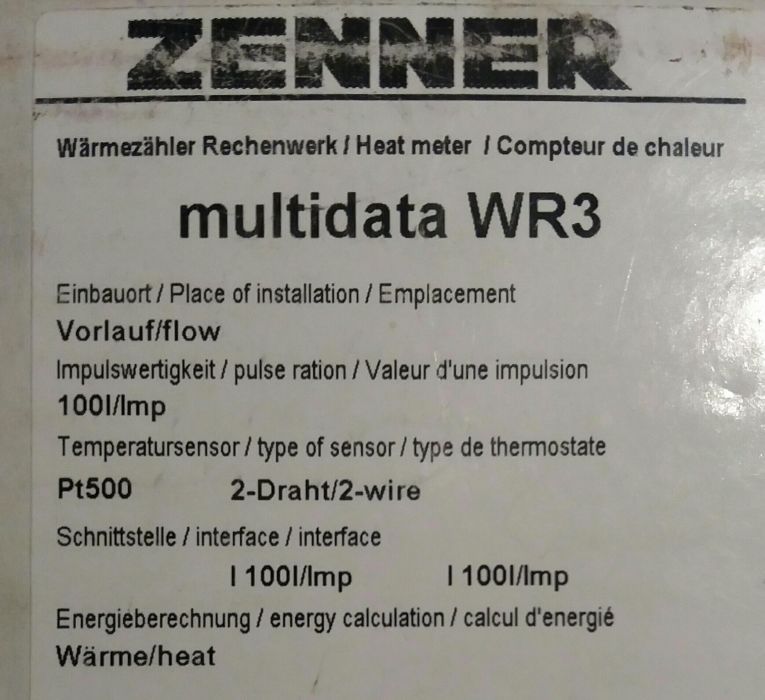 ZENNER
Wärmezähler Rechenwerk / Heat meter / Compteur de chaleur
multidata WR3
Einbauort / Place of installation / Emplacement
Vorlauf/flow
Impulswertigkeit / pulse ration / Valeur d'une impulsion
100l/Imp
Temperatursensor / type of sensor / type de thermostate
Pt500 2-Draht/2-wire
Schnittstelle / interface / interface
I 100l/Imp I 100l/Imp
Energieberechnung / energy calculation / calcul d'energié
Wärme/heat